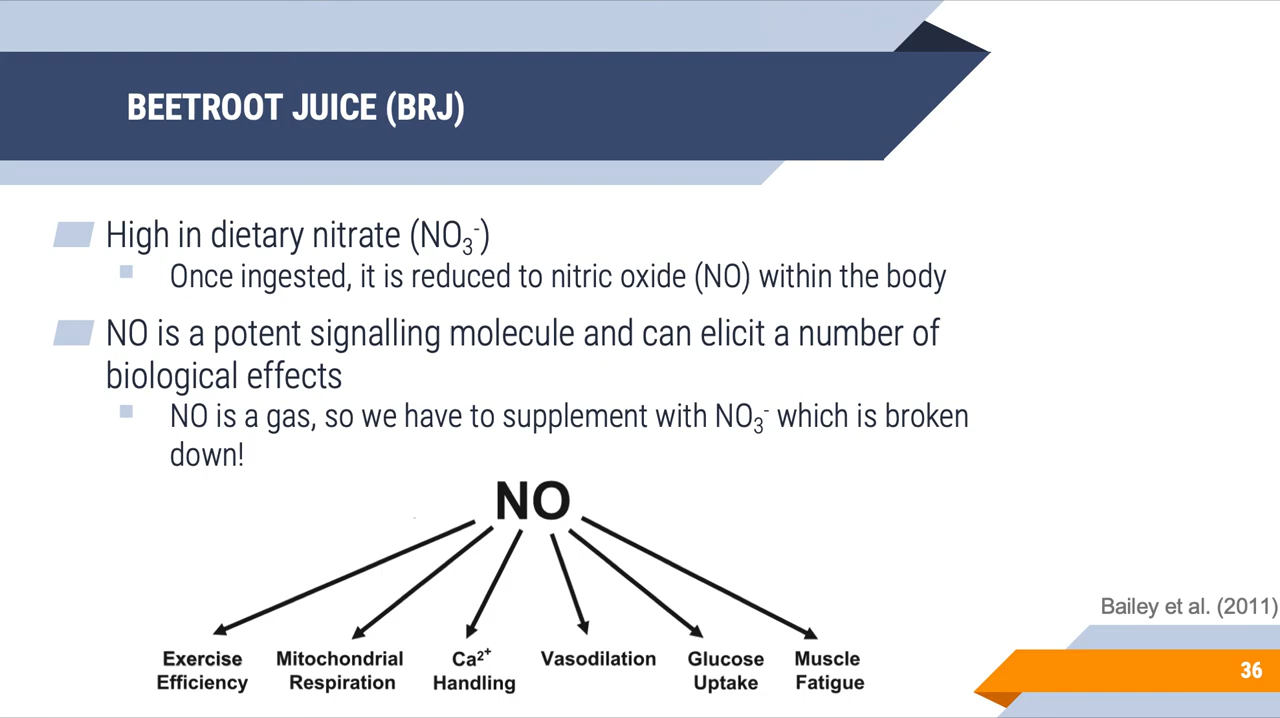 BEETROOT JUICE (BRJ)
High in dietary nitrate (NO₃⁻)
Once ingested, it is reduced to nitric oxide (NO) within the body
NO is a potent signalling molecule and can elicit a number of
biological effects
NO is a gas, so we have to supplement with NO₃⁻ which is broken
down!
NO
Exercise Efficiency
Mitochondrial Respiration
Ca²⁺ Handling
Vasodilation
Glucose Uptake
Muscle Fatigue
Bailey et al. (2011)
36